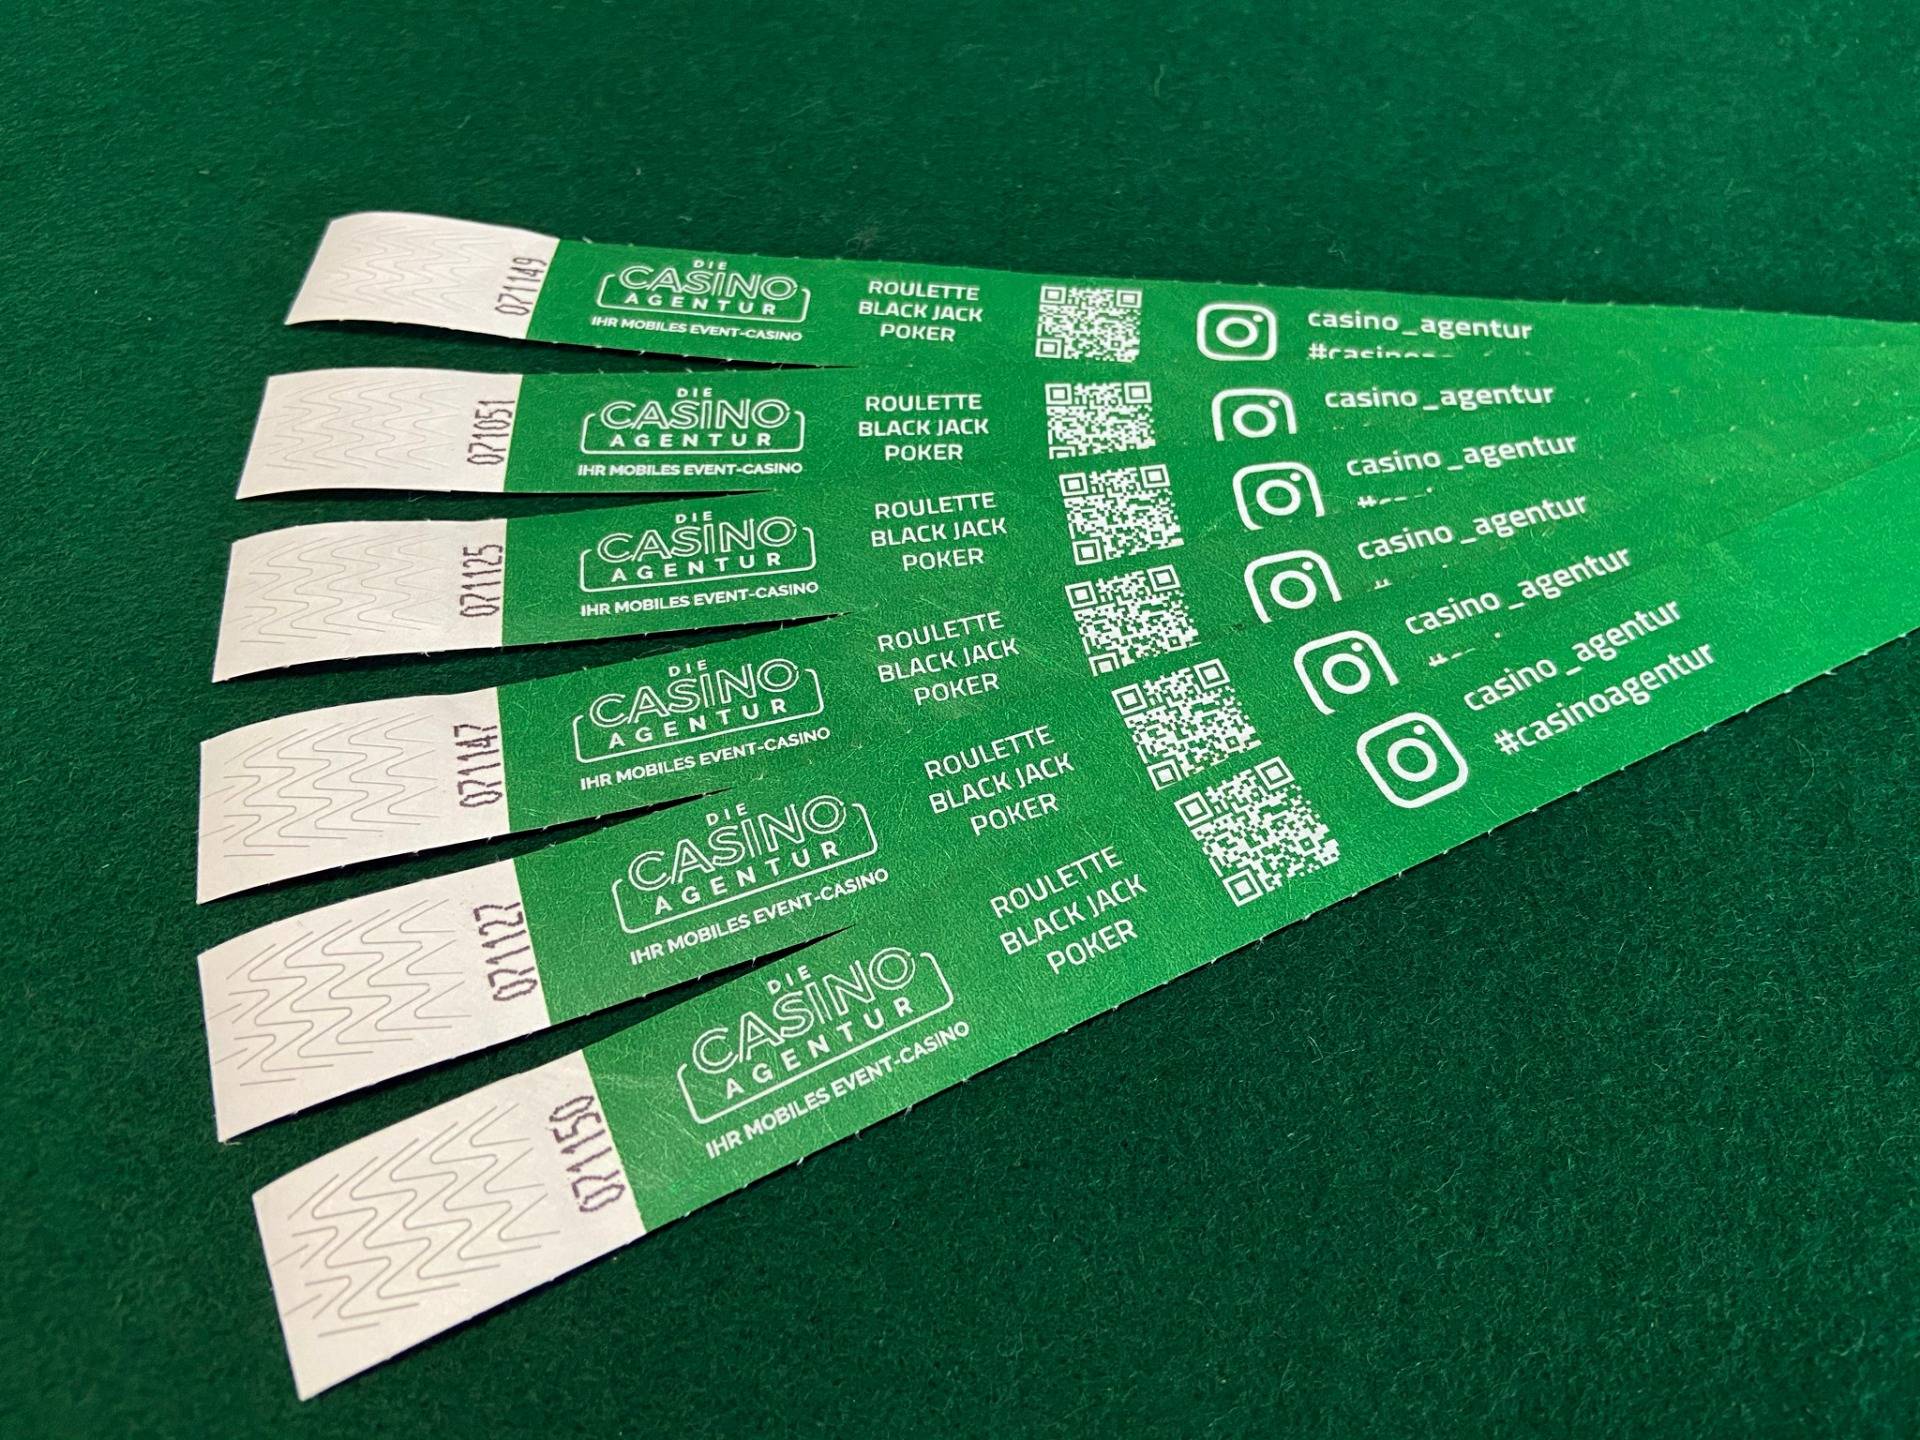 071149
DIE
CASINO
AGENTUR
IHR MOBILES EVENT-CASINO
ROULETTE
BLACK JACK
POKER
casino_agentur
071051
DIE
CASINO
AGENTUR
IHR MOBILES EVENT-CASINO
ROULETTE
BLACK JACK
POKER
casino_agentur
071125
DIE
CASINO
AGENTUR
IHR MOBILES EVENT-CASINO
ROULETTE
BLACK JACK
POKER
casino_agentur
071147
DIE
CASINO
AGENTUR
IHR MOBILES EVENT-CASINO
ROULETTE
BLACK JACK
POKER
casino_agentur
071127
DIE
CASINO
AGENTUR
IHR MOBILES EVENT-CASINO
ROULETTE
BLACK JACK
POKER
casino_agentur
071150
DIE
CASINO
AGENTUR
IHR MOBILES EVENT-CASINO
ROULETTE
BLACK JACK
POKER
casino_agentur
#casinoagentur